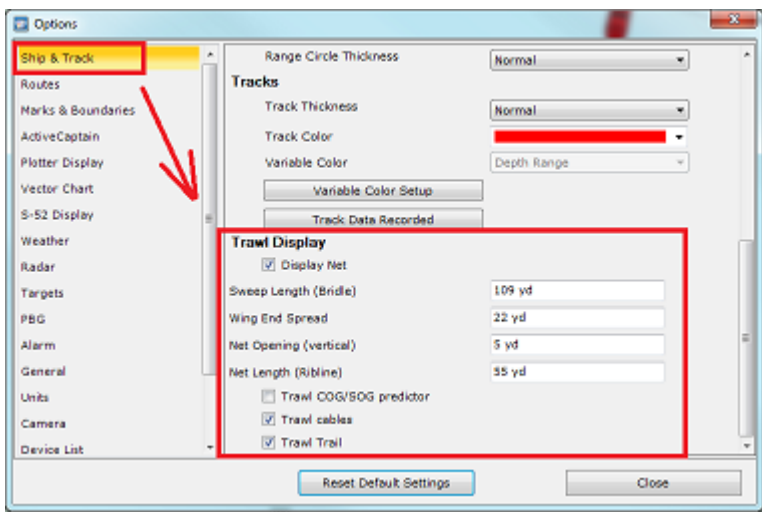 Options
Ship & Track
Routes
Marks & Boundaries
ActiveCaptain
Plotter Display
Vector Chart
S-52 Display
Weather
Radar
Targets
PBG
Alarm
General
Units
Camera
Device List
Range Circle Thickness Normal
Tracks
Track Thickness Normal
Track Color
Variable Color Depth Range
Variable Color Setup
Track Data Recorded
Trawl Display
Display Net
Sweep Length (Bridle) 109 yd
Wing End Spread 22 yd
Net Opening (vertical) 5 yd
Net Length (Ribline) 55 yd
Trawl COG/SOG predictor
Trawl cables
Trawl Trail
Reset Default Settings Close